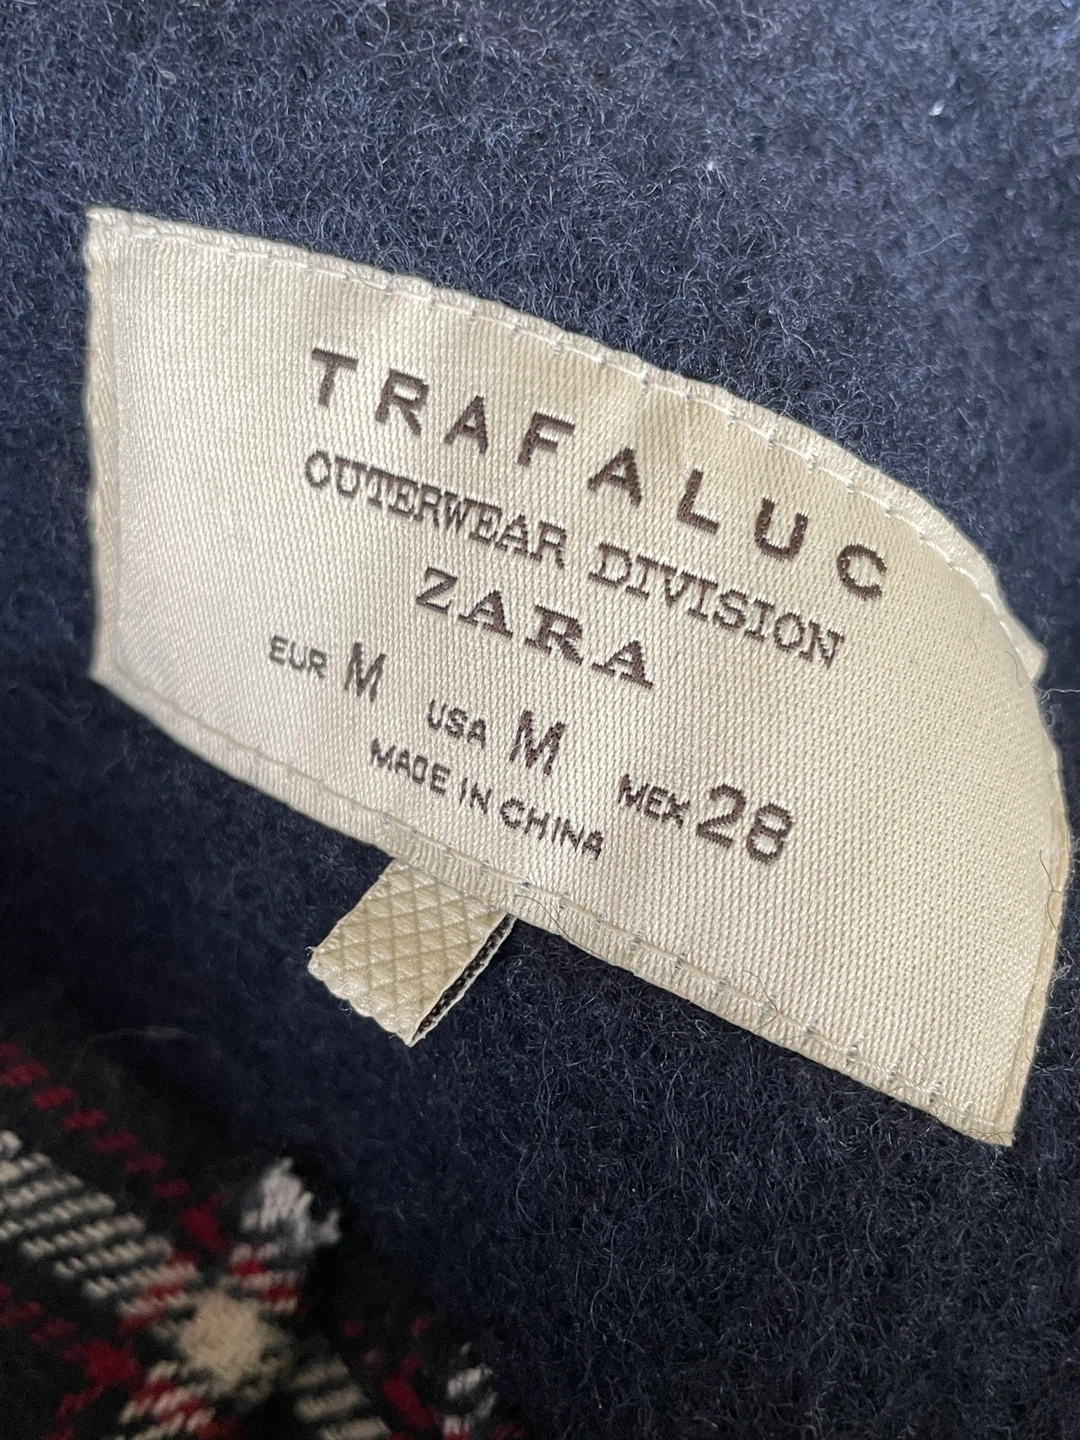 TRAFALUC
OUTERWEAR DIVISION
ZARA
EUR M USA M MEX 28
MADE IN CHINA